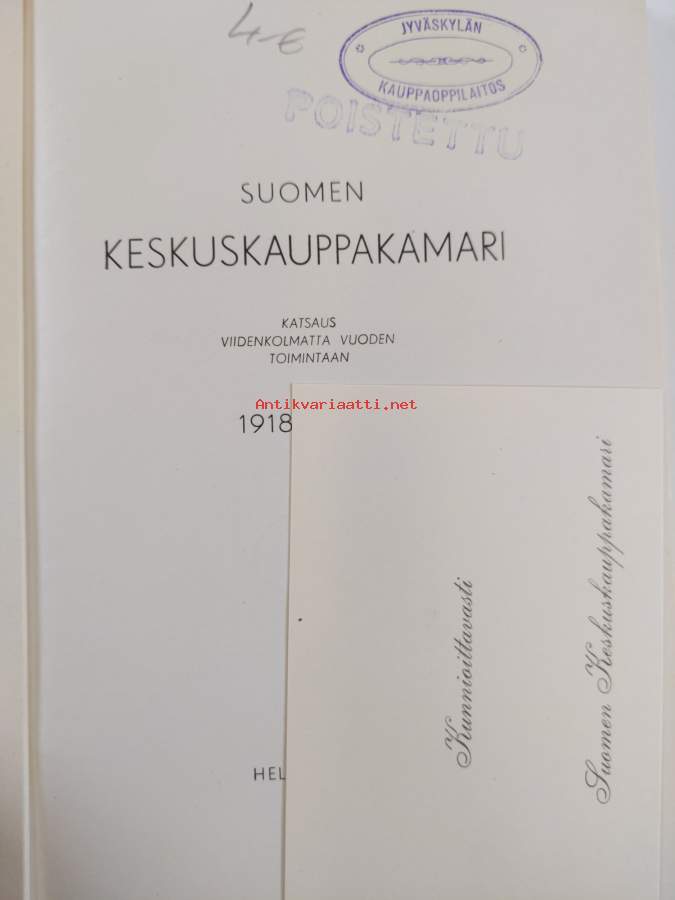 4-€
JYVÄSKYLÄN
KAUPPAOPPILAITOS
POISTETTU
SUOMEN
KESKUSKAUPPAKAMARI
KATSAUS
VIIDENKOLMATTA VUODEN
TOIMINTAAN
Antikvariaatti.net
1918
HEL
Kunnioittavasti
Suomen Keskuskauppakamari